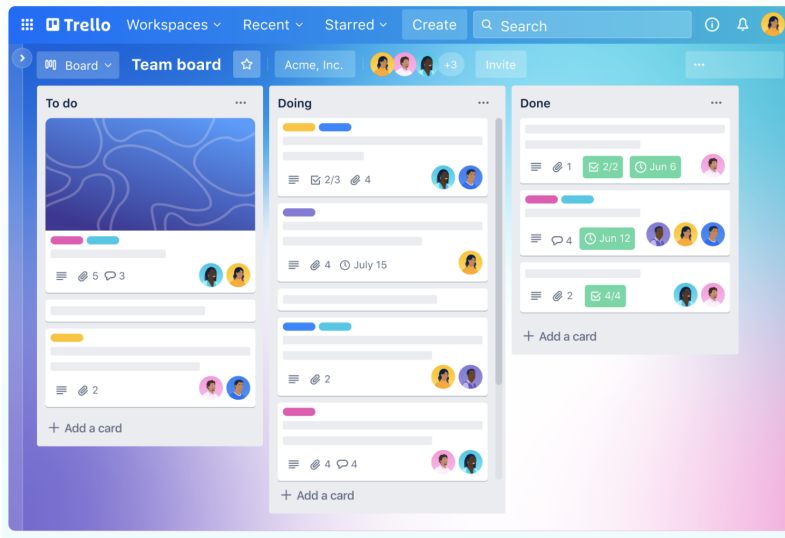 Trello Workspaces Recent Starred Create Search
Board Team board Acme, Inc. +3 Invite
To do
5 3
2
Add a card
Doing
2/3 4
4 July 15
2
4 4
Add a card
Done
1 2/2 Jun 6
4 Jun 12
2 4/4
Add a card